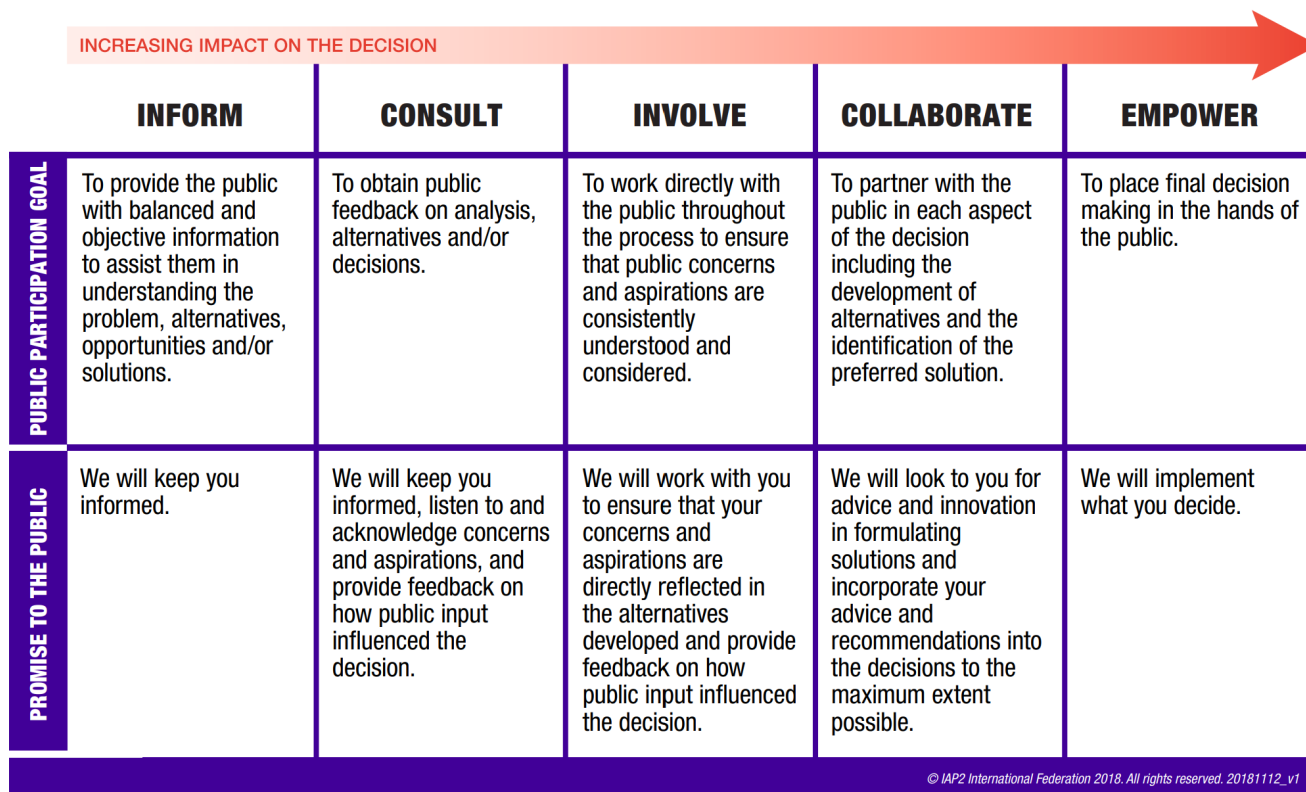 INCREASING IMPACT ON THE DECISION
INFORM
CONSULT
INVOLVE
COLLABORATE
EMPOWER
PUBLIC PARTICIPATION GOAL
To provide the public
with balanced and
objective information
to assist them in
understanding the
problem, alternatives,
opportunities and/or
solutions.
To obtain public
feedback on analysis,
alternatives and/or
decisions.
To work directly with
the public throughout
the process to ensure
that public concerns
and aspirations are
consistently
understood and
considered.
To partner with the
public in each aspect
of the decision
including the
development of
alternatives and the
identification of the
preferred solution.
To place final decision
making in the hands of
the public.
PROMISE TO THE PUBLIC
We will keep you
informed.
We will keep you
informed, listen to and
acknowledge concerns
and aspirations, and
provide feedback on
how public input
influenced the
decision.
We will work with you
to ensure that your
concerns and
aspirations are
directly reflected in
the alternatives
developed and provide
feedback on how
public input influenced
the decision.
We will look to you for
advice and innovation
in formulating
solutions and
incorporate your
advice and
recommendations into
the decisions to the
maximum extent
possible.
We will implement
what you decide.
© IAP2 International Federation 2018. All rights reserved. 20181112_v1